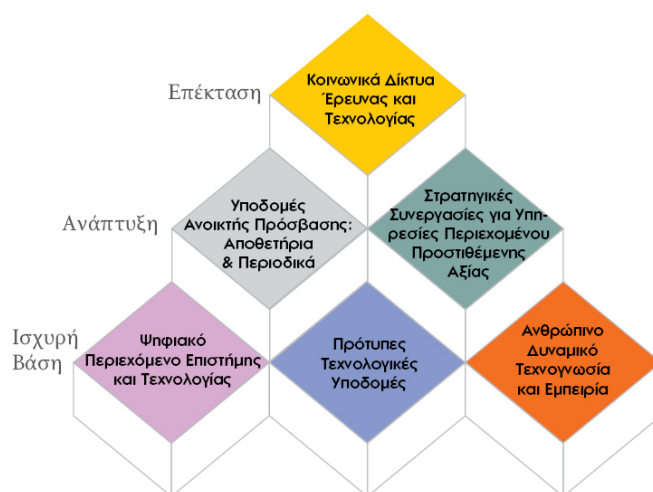 Επέκταση
Κοινωνικά Δίκτυα
Έρευνας και
Τεχνολογίας
Ανάπτυξη
Υποδομές
Ανοικτής Πρόσβασης:
Αποθετήρια
& Περιοδικά
Στρατηγικές
Συνεργασίες για Υπη-
ρεσίες Περιεχομένου
Προστιθέμενης
Αξίας
Ισχυρή
Βάση
Ψηφιακό
Περιεχόμενο Επιστήμης
και Τεχνολογίας
Πρότυπες
Τεχνολογικές
Υποδομές
Ανθρώπινο
Δυναμικό
Τεχνογνωσία
και Εμπειρία